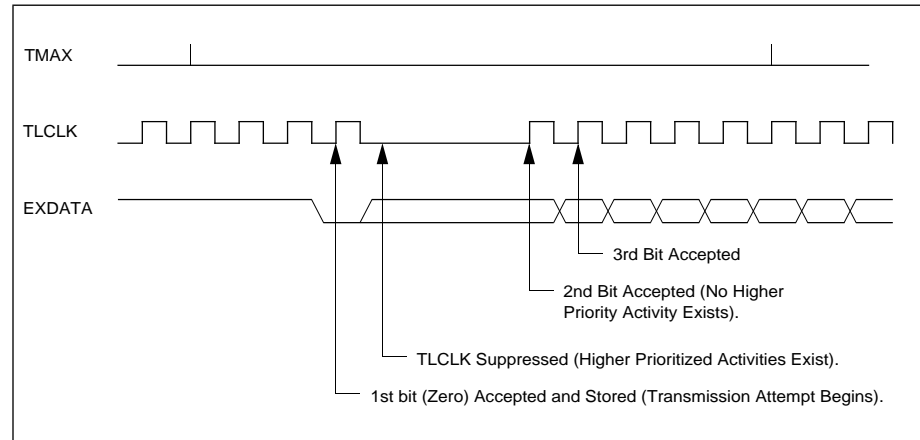 TMAX
TLCLK
EXDATA
3rd Bit Accepted
2nd Bit Accepted (No Higher
Priority Activity Exists).
TLCLK Suppressed (Higher Prioritized Activities Exist).
1st bit (Zero) Accepted and Stored (Transmission Attempt Begins).